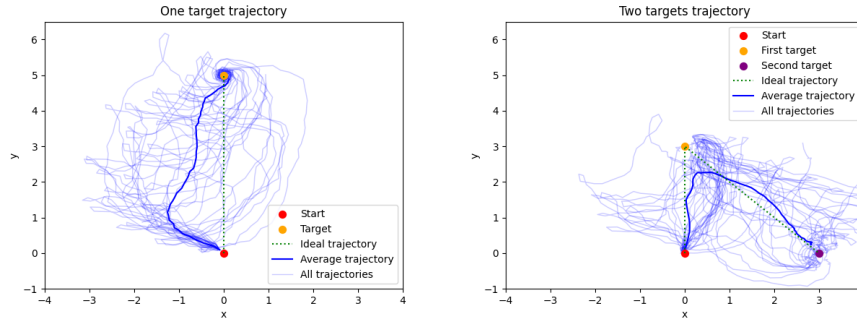 One target trajectory
6
5
4
3
2
1
0
−1
y
−4
−3
−2
−1
0
1
2
3
4
x
Start
Target
Ideal trajectory
Average trajectory
All trajectories
Two targets trajectory
6
5
4
3
2
1
0
−1
y
−4
−3
−2
−1
0
1
2
3
x
Start
First target
Second target
Ideal trajectory
Average trajectory
All trajectories